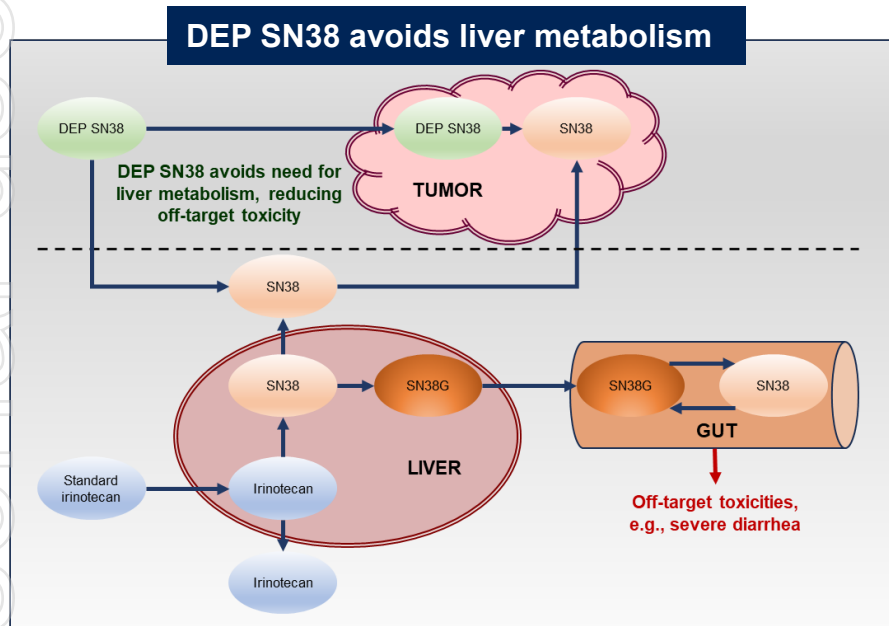 DEP SN38 avoids liver metabolism
DEP SN38
DEP SN38
SN38
DEP SN38 avoids need for
liver metabolism, reducing
off-target toxicity
TUMOR
SN38
SN38
SN38G
SN38G
SN38
GUT
LIVER
Standard
irinotecan
Irinotecan
Off-target toxicities,
e.g., severe diarrhea
Irinotecan